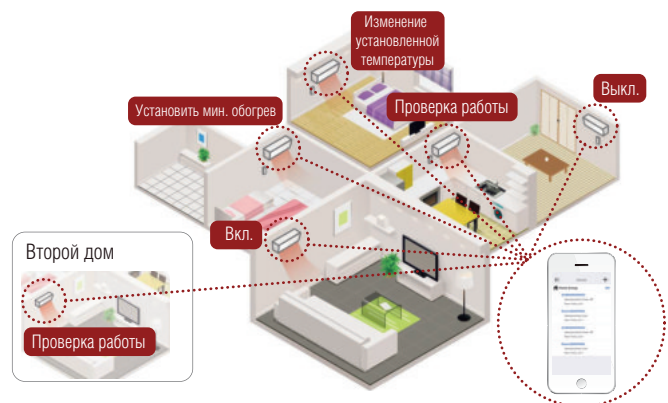 Изменение
установленной
температуры
Выкл.
Установить мин. обогрев
Проверка работы
Вкл.
Второй дом
Проверка работы